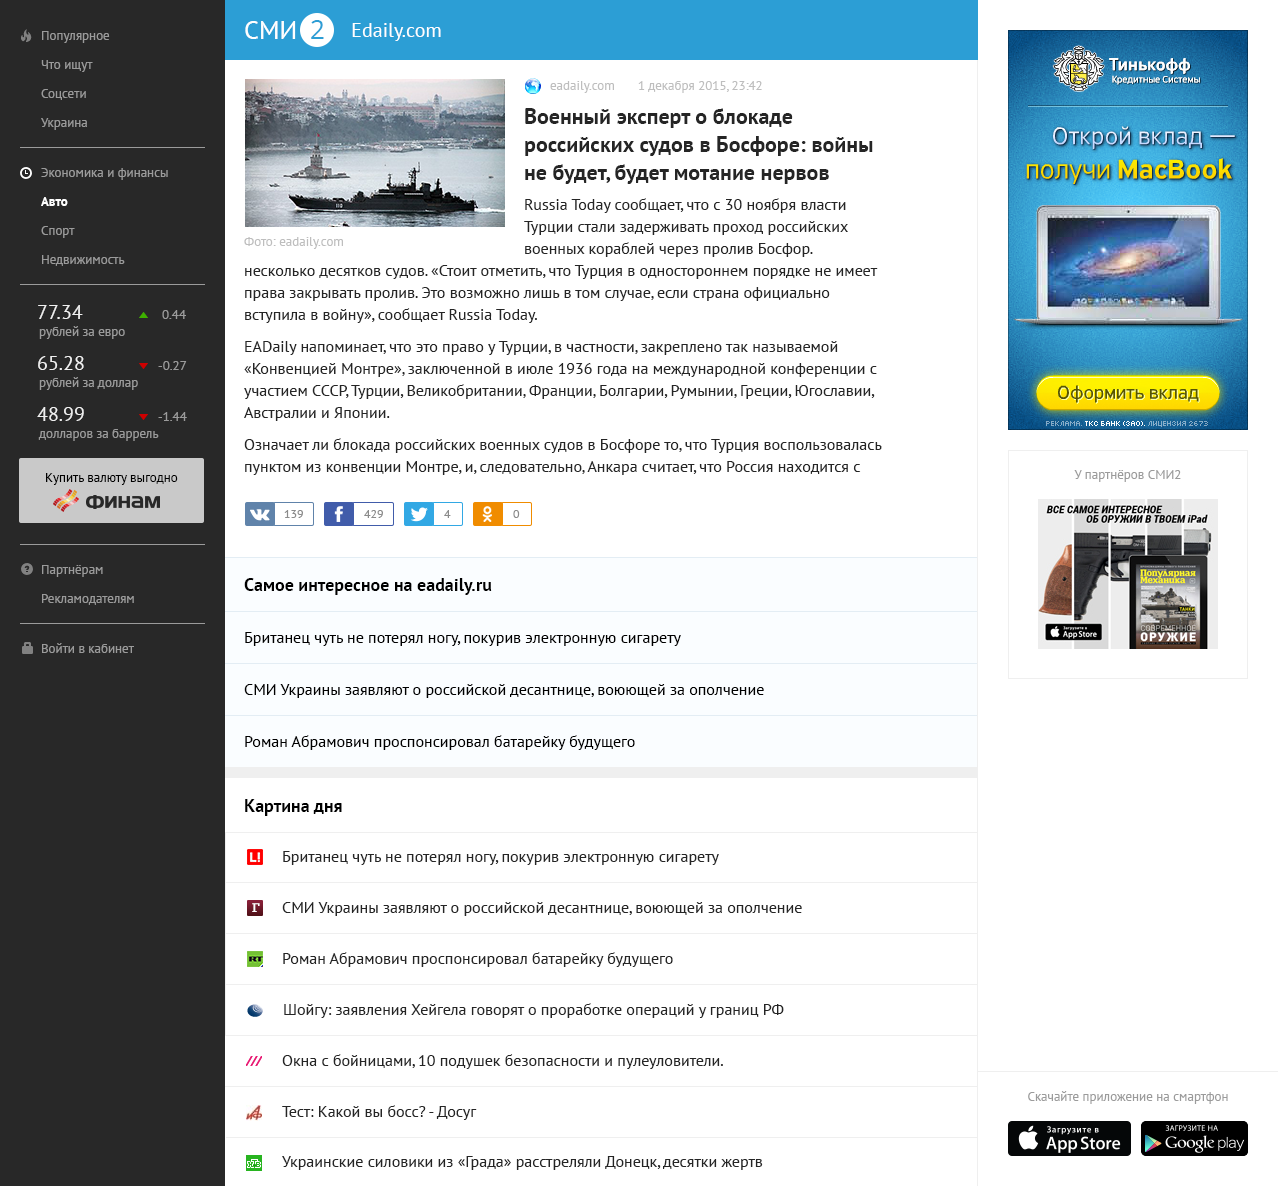 Популярное
Что ищут
Соцсети
Украина
Экономика и финансы
Авто
Спорт
Недвижимость
77.34 0.44
рублей за евро
65.28 -0.27
рублей за доллар
48.99 -1.44
долларов за баррель
Купить валюту выгодно
ФИНАМ
Партнёрам
Рекламодателям
Войти в кабинет
СМИ 2 Edaily.com
eadaily.com 1 декабря 2015, 23:42
Военный эксперт о блокаде
российских судов в Босфоре: войны
не будет, будет мотание нервов
Фото: eadaily.com
Russia Today сообщает, что с 30 ноября власти
Турции стали задерживать проход российских
военных кораблей через пролив Босфор.
несколько десятков судов. «Стоит отметить, что Турция в одностороннем порядке не имеет
права закрывать пролив. Это возможно лишь в том случае, если страна официально
вступила в войну», сообщает Russia Today.
EADaily напоминает, что это право у Турции, в частности, закреплено так называемой
«Конвенцией Монтре», заключенной в июле 1936 года на международной конференции с
участием СССР, Турции, Великобритании, Франции, Болгарии, Румынии, Греции, Югославии,
Австралии и Японии.
Означает ли блокада российских военных судов в Босфоре то, что Турция воспользовалась
пунктом из конвенции Монтре, и, следовательно, Анкара считает, что Россия находится с
139 429 4 0
Самое интересное на eadaily.ru
Британец чуть не потерял ногу, покурив электронную сигарету
СМИ Украины заявляют о российской десантнице, воюющей за ополчение
Роман Абрамович проспонсировал батарейку будущего
Картина дня
L! Британец чуть не потерял ногу, покурив электронную сигарету
Г СМИ Украины заявляют о российской десантнице, воюющей за ополчение
RT Роман Абрамович проспонсировал батарейку будущего
Шойгу: заявления Хейгела говорят о проработке операций у границ РФ
Окна с бойницами, 10 подушек безопасности и пулеуловители.
Тест: Какой вы босс? - Досуг
Украинские силовики из «Града» расстреляли Донецк, десятки жертв
Тинькофф
Кредитные Системы
Открой вклад —
получи MacBook
Оформить вклад
РЕКЛАМА. ТКС БАНК (ЗАО). ЛИЦЕНЗИЯ 2673
У партнёров СМИ2
ВСЕ САМОЕ ИНТЕРЕСНОЕ
ОБ ОРУЖИИ В ТВОЕМ iPad
Популярная
Механика
ТАНКИ
СОВРЕМЕННОЕ
ОРУЖИЕ
Загрузите в
App Store
Скачайте приложение на смартфон
Загрузите в
App Store
ЗАГРУЗИТЕ НА
Google play